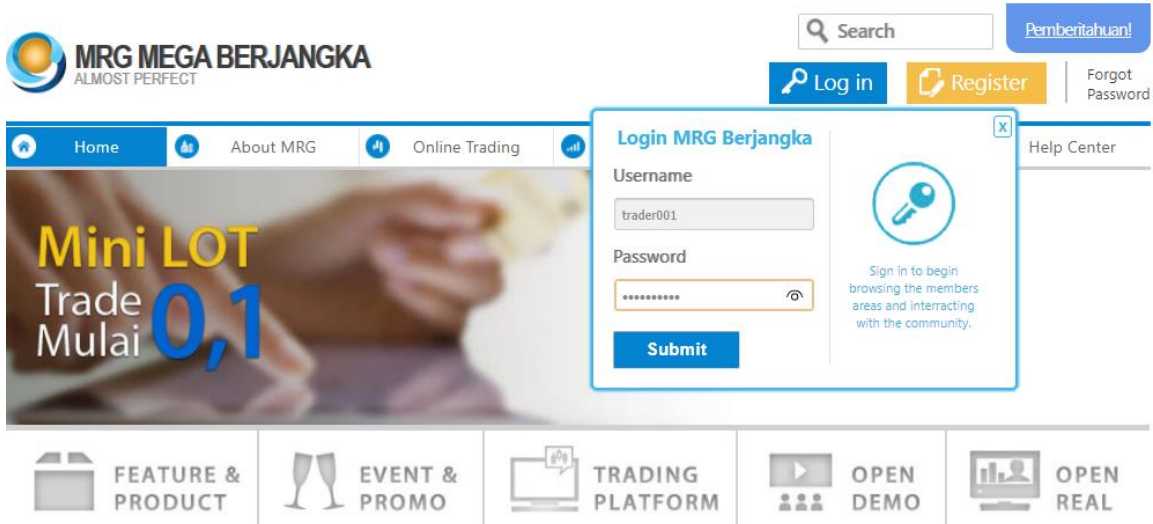 MRG MEGA BERJANGKA
ALMOST PERFECT
Search
Pemberitahuan!
Log in
Register
Forgot
Password
Home
About MRG
Online Trading
Help Center
Login MRG Berjangka
X
Username
trader001
Password
••••••••••
Submit
Sign in to begin
browsing the members
areas and interracting
with the community.
Mini LOT
Trade
Mulai 0,1
FEATURE &
PRODUCT
EVENT &
PROMO
TRADING
PLATFORM
OPEN
DEMO
OPEN
REAL